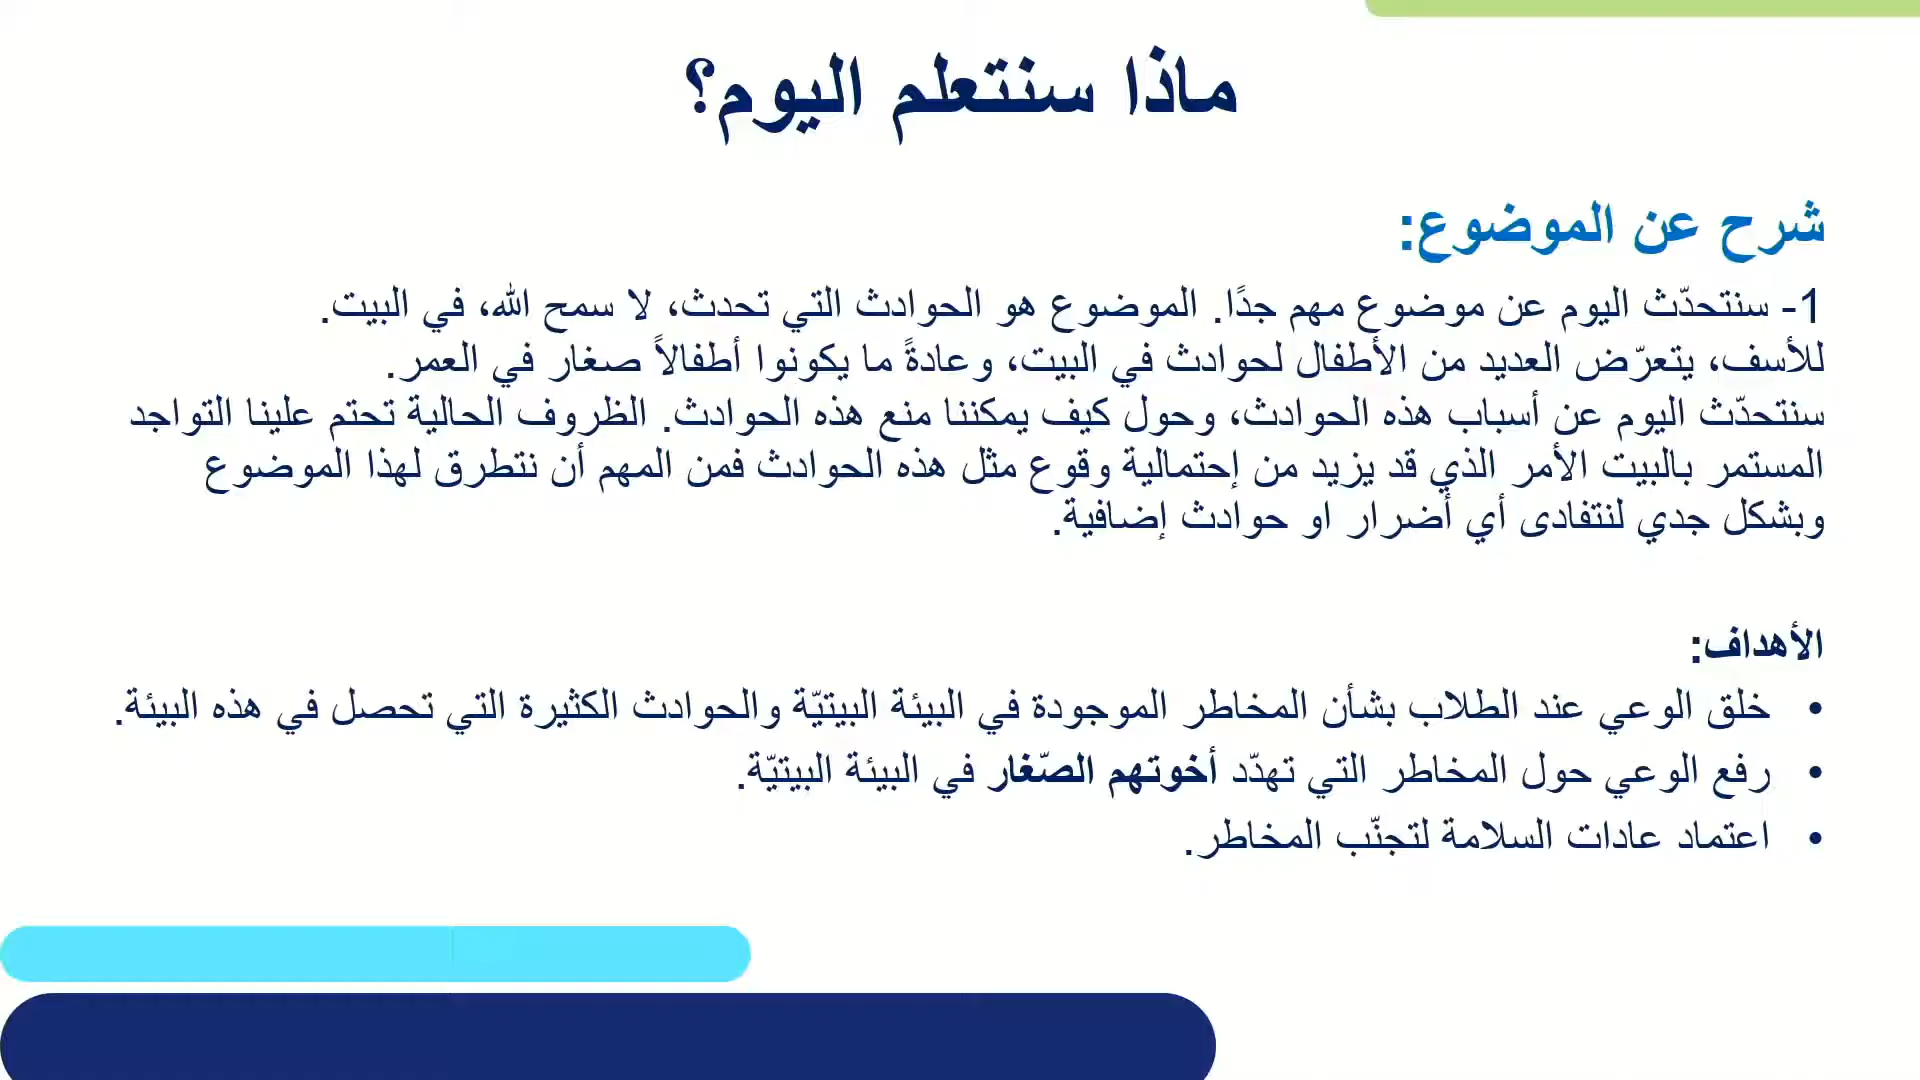 ماذا سنتعلم اليوم؟
شرح عن الموضوع:
1- سنتحدّث اليوم عن موضوع مهم جدًا. الموضوع هو الحوادث التي تحدث، لا سمح الله، في البيت.
للأسف، يتعرّض العديد من الأطفال لحوادث في البيت، وعادةً ما يكونوا أطفالاً صغار في العمر.
سنتحدّث اليوم عن أسباب هذه الحوادث، وحول كيف يمكننا منع هذه الحوادث. الظروف الحالية تحتم علينا التواجد
المستمر بالبيت الأمر الذي قد يزيد من إحتمالية وقوع مثل هذه الحوادث فمن المهم أن نتطرق لهذا الموضوع
وبشكل جدي لنتفادى أي أضرار او حوادث إضافية.
الأهداف:
• خلق الوعي عند الطلاب بشأن المخاطر الموجودة في البيئة البيتيّة والحوادث الكثيرة التي تحصل في هذه البيئة.
• رفع الوعي حول المخاطر التي تهدّد أخوتهم الصّغار في البيئة البيتيّة.
• اعتماد عادات السلامة لتجنّب المخاطر.